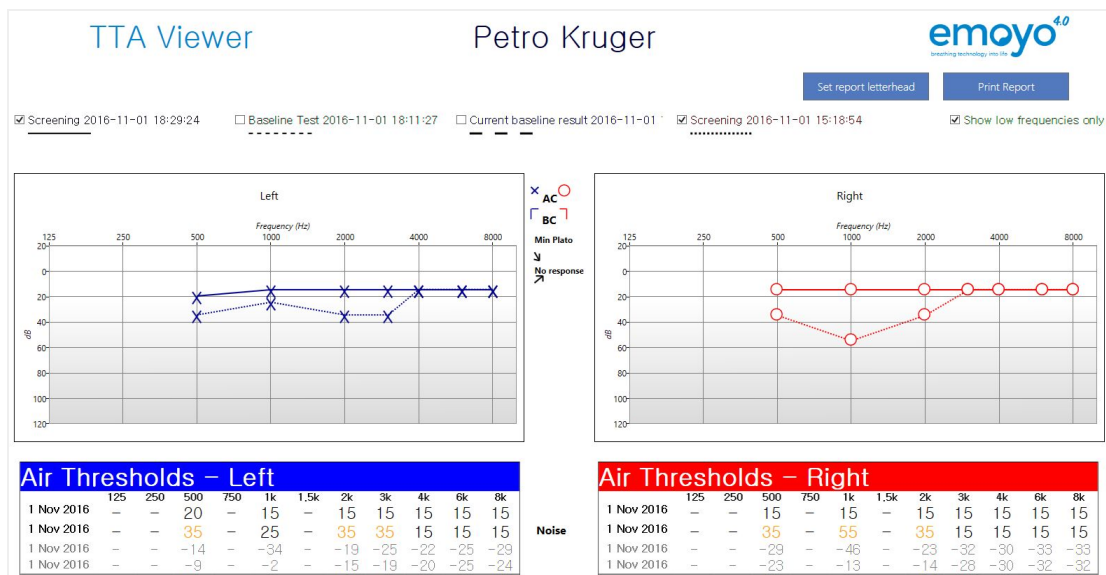 TTA Viewer
Petro Kruger
emoyo 4.0
breathing technology into life
Set report letterhead
Print Report
Screening 2016-11-01 18:29:24
Baseline Test 2016-11-01 18:11:27
Current baseline result 2016-11-01
Screening 2016-11-01 15:18:54
Show low frequencies only
Left
Frequency (Hz)
125 250 500 1000 2000 4000 8000
20
0
20
40
60
80
100
120
dB
AC
BC
Min Plato
No response
Right
Frequency (Hz)
125 250 500 1000 2000 4000 8000
20
0
20
40
60
80
100
120
dB
Air Thresholds - Left
125 250 500 750 1k 1,5k 2k 3k 4k 6k 8k
1 Nov 2016 - - 20 - 15 - 15 15 15 15 15
1 Nov 2016 - - 35 - 25 - 35 35 15 15 15
1 Nov 2016 - - -14 - -34 - -19 -25 -22 -25 -29
1 Nov 2016 - - -9 - -2 - -15 -19 -20 -25 -24
Noise
Air Thresholds - Right
125 250 500 750 1k 1,5k 2k 3k 4k 6k 8k
1 Nov 2016 - - 15 - 15 - 15 15 15 15 15
1 Nov 2016 - - 35 - 55 - 35 15 15 15 15
1 Nov 2016 - - -29 - -46 - -23 -32 -30 -33 -33
1 Nov 2016 - - -23 - -13 - -14 -28 -30 -32 -32